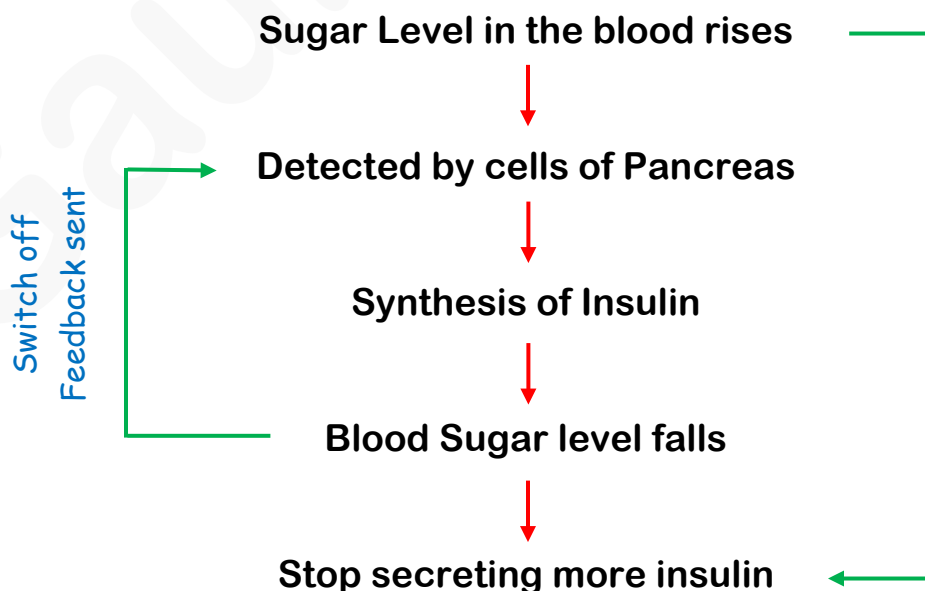 Sugar Level in the blood rises
Detected by cells of Pancreas
Switch off
Feedback sent
Synthesis of Insulin
Blood Sugar level falls
Stop secreting more insulin